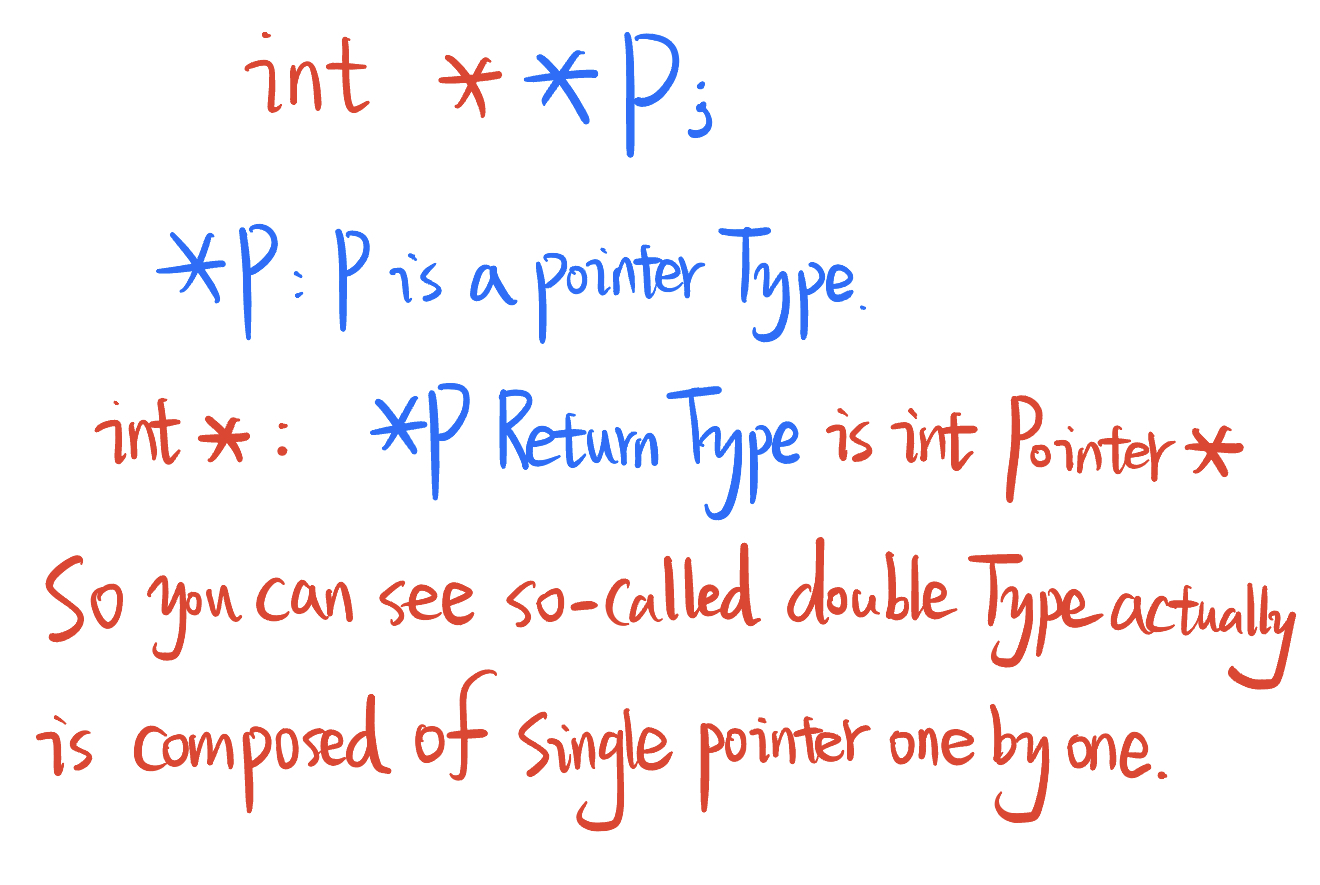 int * *p;
*p: p is a pointer Type.
int *: *p Return Type is int Pointer *
So you can see so-called double Type actually
is composed of single pointer one by one.